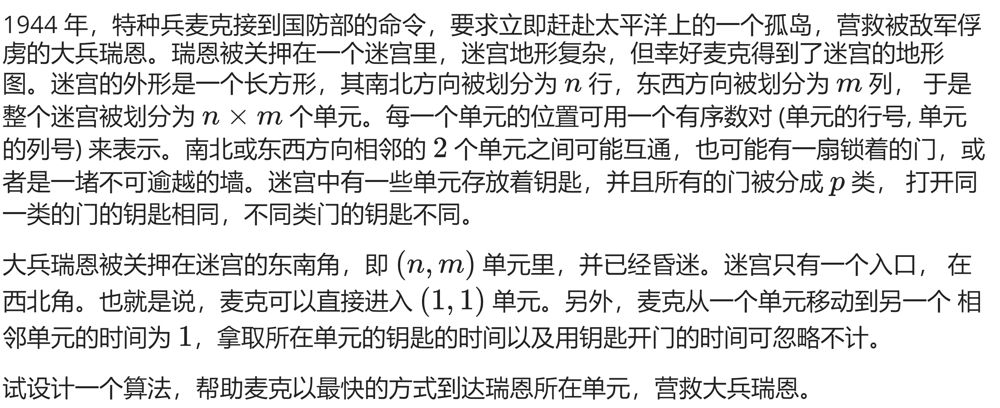 1944 年，特种兵麦克接到国防部的命令，要求立即赶赴太平洋上的一个孤岛，营救被敌军俘
虏的大兵瑞恩。瑞恩被关押在一个迷宫里，迷宫地形复杂，但幸好麦克得到了迷宫的地形
图。迷宫的外形是一个长方形，其南北方向被划分为 n 行，东西方向被划分为 m 列， 于是
整个迷宫被划分为 n × m 个单元。每一个单元的位置可用一个有序数对 (单元的行号, 单元
的列号) 来表示。南北或东西方向相邻的 2 个单元之间可能互通，也可能有一扇锁着的门，或
者是一堵不可逾越的墙。迷宫中有一些单元存放着钥匙，并且所有的门被分成 p 类， 打开同
一类的门的钥匙相同，不同类门的钥匙不同。
大兵瑞恩被关押在迷宫的东南角，即 (n, m) 单元里，并已经昏迷。迷宫只有一个入口， 在
西北角。也就是说，麦克可以直接进入 (1, 1) 单元。另外，麦克从一个单元移动到另一个 相
邻单元的时间为 1，拿取所在单元的钥匙的时间以及用钥匙开门的时间可忽略不计。
试设计一个算法，帮助麦克以最快的方式到达瑞恩所在单元，营救大兵瑞恩。